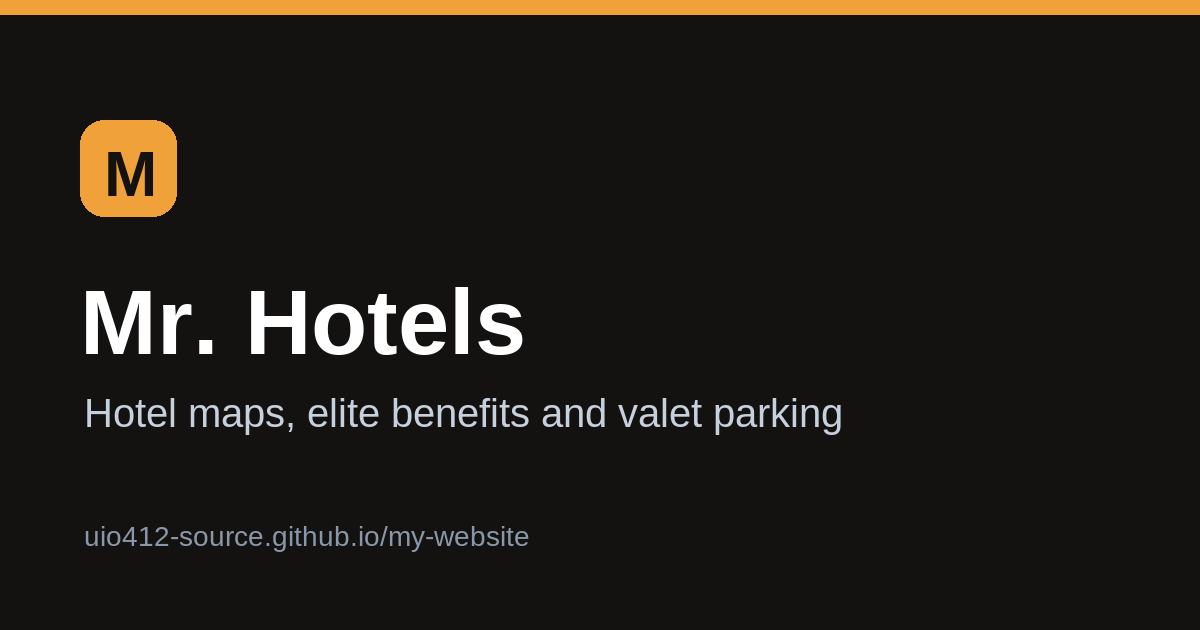 M
Mr. Hotels
Hotel maps, elite benefits and valet parking
uio412-source.github.io/my-website